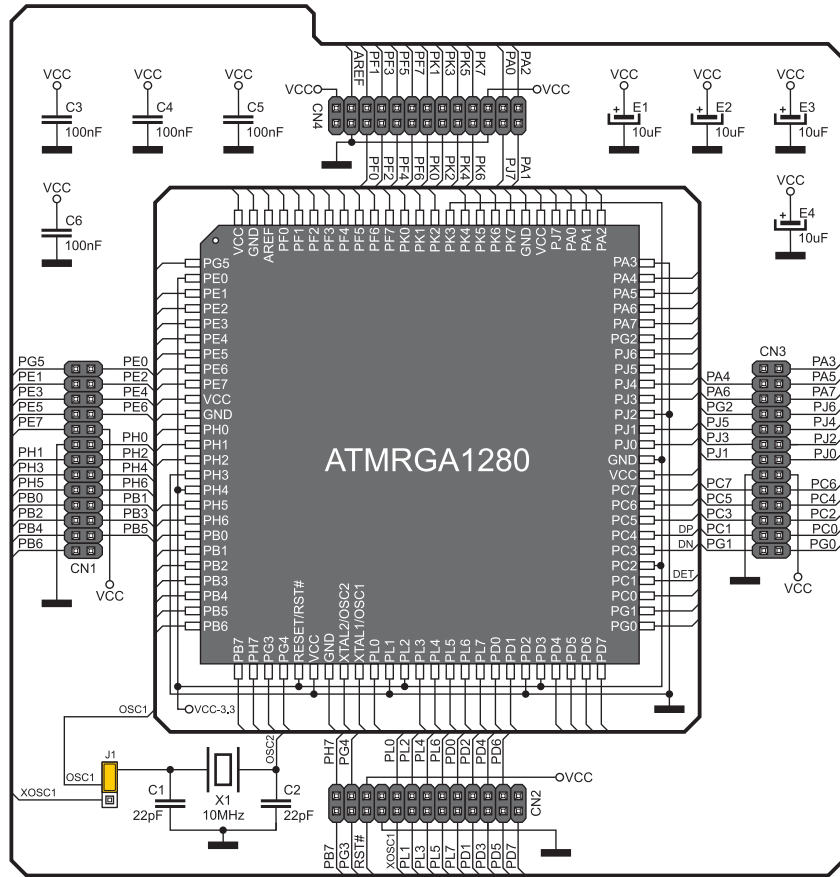 AREF PF1 PF3 PF5 PF7 PK1 PK3 PK5 PK7 PA0 PA2
VCC VCC VCC VCC VCC VCC VCC VCC
C3 C4 C5 CN4 E1 E2 E3
100nF 100nF 100nF 10uF 10uF 10uF
PF0 PF2 PF4 PF6 PK0 PK2 PK4 PK6 PJ7 PA1
VCC VCC
C6 E4
100nF 10uF
VCC GND AREF PF0 PF1 PF2 PF3 PF4 PF5 PF6 PF7 PK0 PK1 PK2 PK3 PK4 PK5 PK6 PK7 GND VCC PJ7 PA0 PA1 PA2
PG5 PA3
PE0 PA4
PE1 PA5
PE2 PA6
PE3 PA7
PE4 PG2
PE5 PJ6
PE6 PJ5
PE7 PJ4
VCC PJ3
GND PJ2
PH0 PJ1
PH1 PJ0
PH2 GND
PH3 VCC
PH4 PC7
PH5 PC6
PH6 PC5
PB0 PC4 DP
PB1 PC3 DN
PB2 PC2
PB3 PC1 DET
PB4 PC0
PB5 PG1
PB6 PG0
ATMRGA1280
PB7 PH7 PG3 PG4 RESET/RST# VCC GND XTAL2/OSC2 XTAL1/OSC1 PL0 PL1 PL2 PL3 PL4 PL5 PL6 PL7 PD0 PD1 PD2 PD3 PD4 PD5 PD6 PD7
PG5 PE0
PE1 PE2
PE3 PE4
PE5 PE6
PE7
PH0
PH1 PH2
PH3 PH4
PH5 PH6
PB0 PB1
PB2 PB3
PB4 PB5
PB6
CN1
VCC
CN3
PA3
PA4 PA5
PA6 PA7
PG2 PJ6
PJ5 PJ4
PJ3 PJ2
PJ1 PJ0
PC7 PC6
PC5 PC4
PC3 PC2
PC1 PC0
PG1 PG0
VCC
VCC-3.3
OSC1
OSC2
J1
OSC1
XOSC1
C1 X1 C2
22pF 10MHz 22pF
PH7 PG4 PL0 PL2 PL4 PL6 PD0 PD2 PD4 PD6
VCC
CN2
PB7 PG3 RST# XOSC1 PL1 PL3 PL5 PL7 PD1 PD3 PD5 PD7